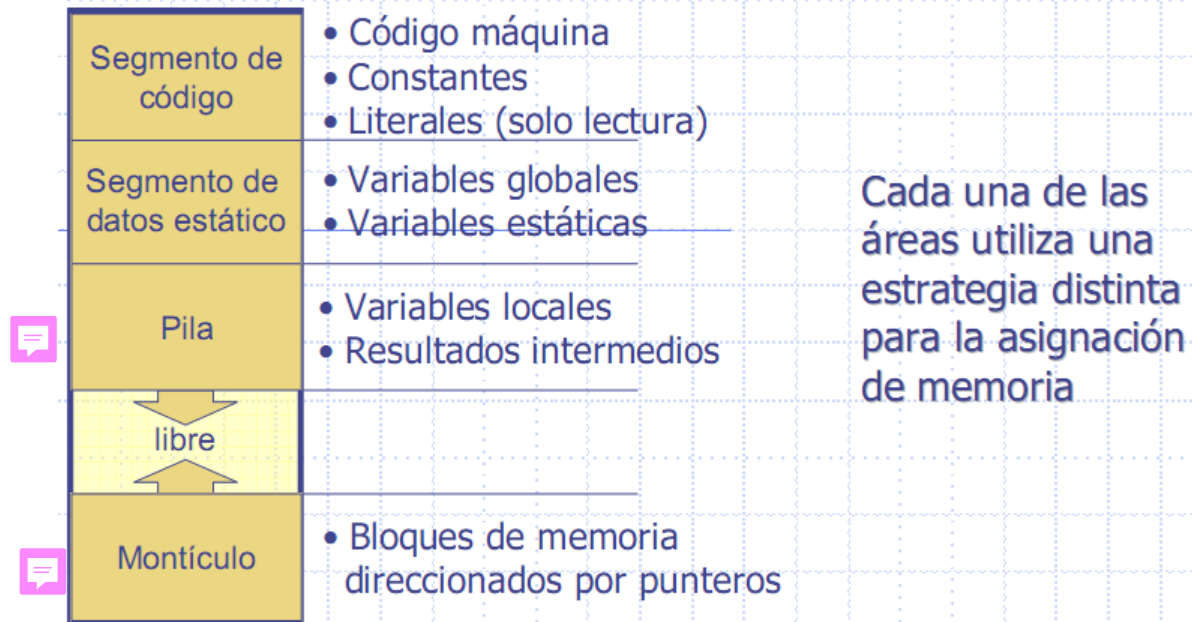 Segmento de
código
• Código máquina
• Constantes
• Literales (solo lectura)
Segmento de
datos estático
• Variables globales
• Variables estáticas
Pila
• Variables locales
• Resultados intermedios
libre
Montículo
• Bloques de memoria
direccionados por punteros
Cada una de las
áreas utiliza una
estrategia distinta
para la asignación
de memoria